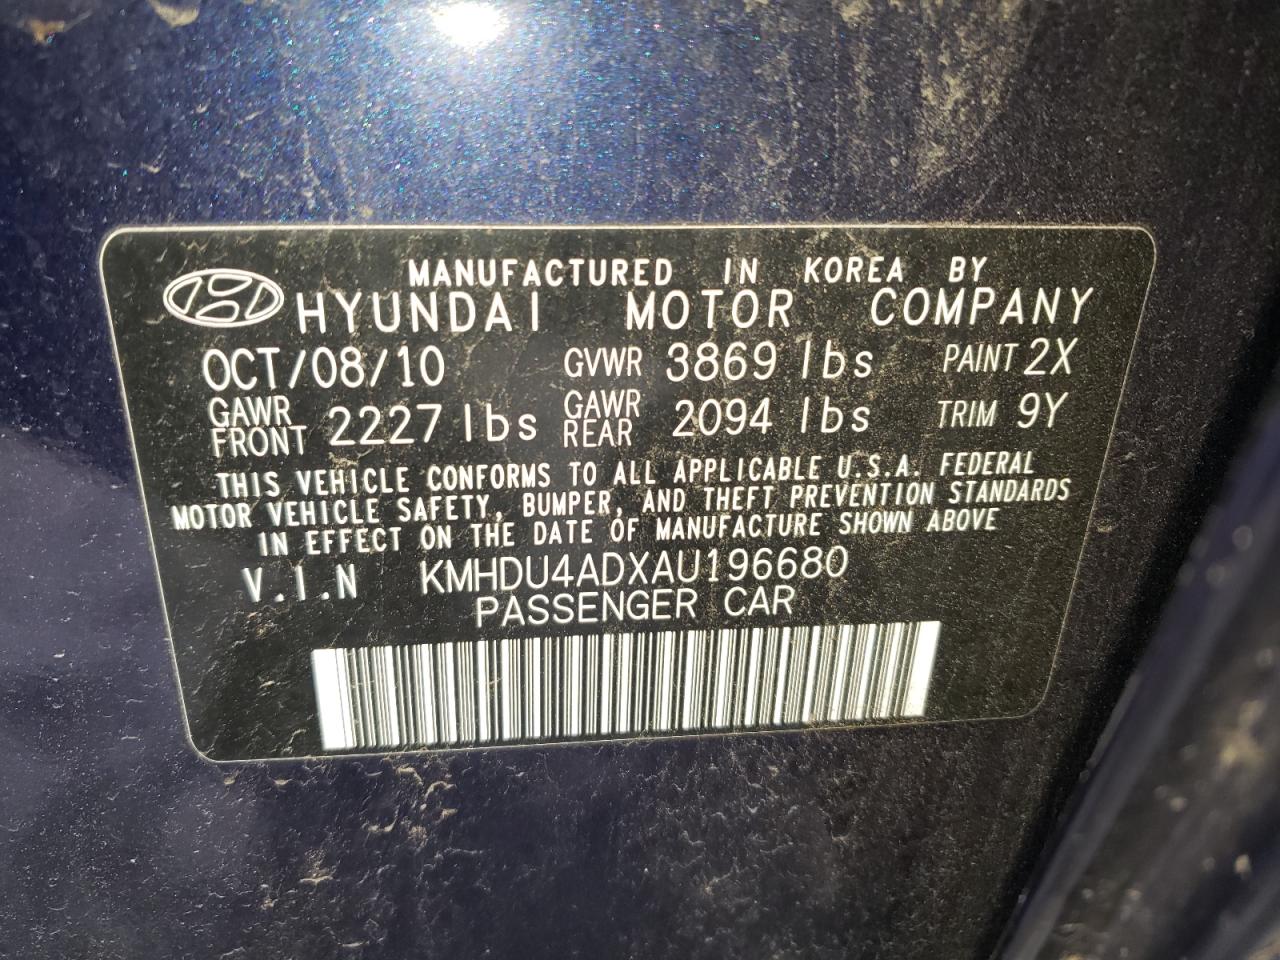 MANUFACTURED IN KOREA BY
HYUNDAI MOTOR COMPANY
OCT/08/10 GVWR 3869 lbs PAINT 2X
GAWR FRONT 2227 lbs GAWR REAR 2094 lbs TRIM 9Y
THIS VEHICLE CONFORMS TO ALL APPLICABLE U.S.A. FEDERAL
MOTOR VEHICLE SAFETY, BUMPER, AND THEFT PREVENTION STANDARDS
IN EFFECT ON THE DATE OF MANUFACTURE SHOWN ABOVE
V.I.N KMHDU4ADXAU196680
PASSENGER CAR